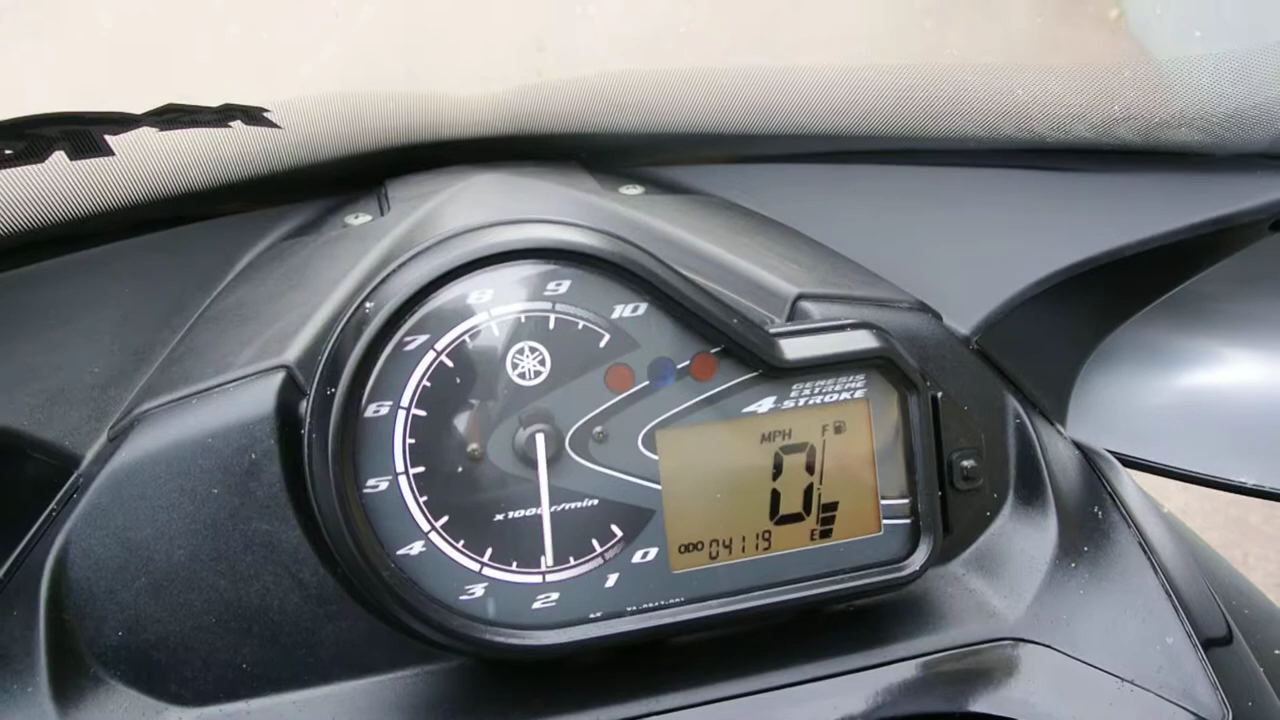 10
9
8
7
6
5
4
3
2
1
0
x1000r/min
GENESIS
EXTREME
4-STROKE
MPH
F
0
E
ODO 04119